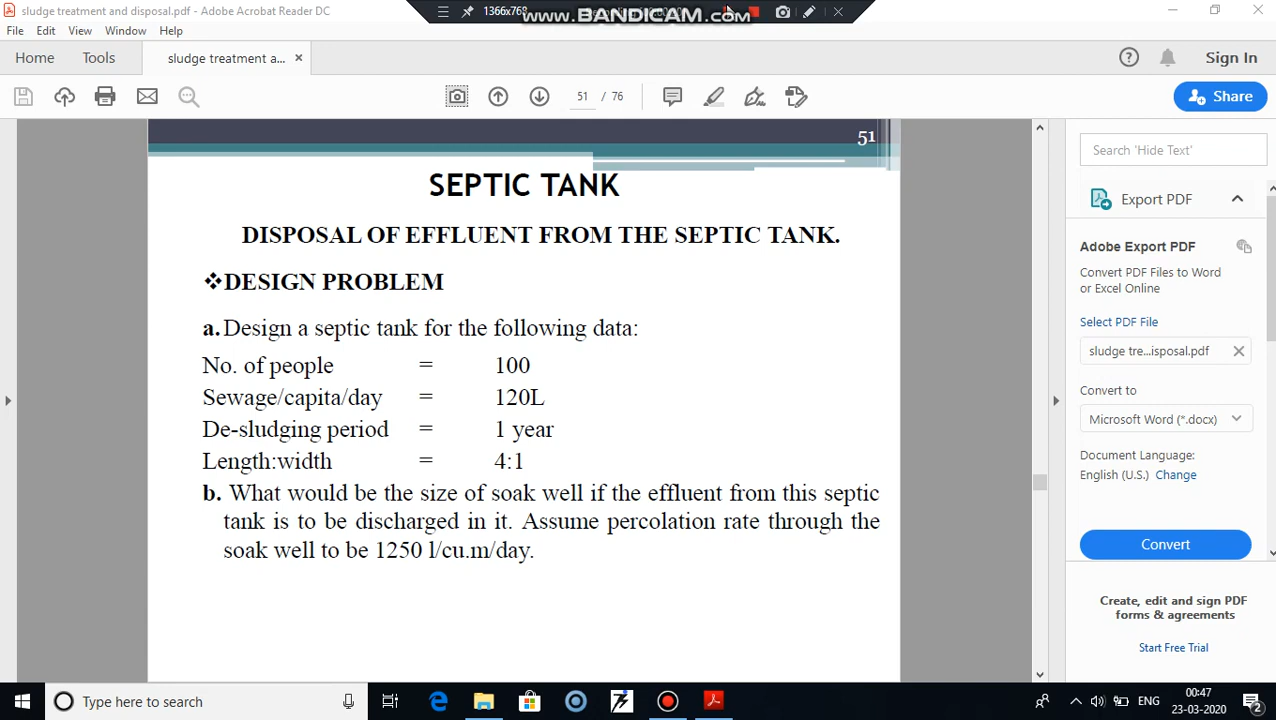 sludge treatment and disposal.pdf - Adobe Acrobat Reader DC
1366x768
www.BANDICAM.com
File Edit View Window Help
Home Tools sludge treatment a... × Sign In
51 / 76
Share
51
SEPTIC TANK
DISPOSAL OF EFFLUENT FROM THE SEPTIC TANK.
❖DESIGN PROBLEM
a. Design a septic tank for the following data:
No. of people = 100
Sewage/capita/day = 120L
De-sludging period = 1 year
Length:width = 4:1
b. What would be the size of soak well if the effluent from this septic
tank is to be discharged in it. Assume percolation rate through the
soak well to be 1250 l/cu.m/day.
Search 'Hide Text'
Export PDF
Adobe Export PDF
Convert PDF Files to Word
or Excel Online
Select PDF File
sludge tre...isposal.pdf
Convert to
Microsoft Word (*.docx)
Document Language:
English (U.S.) Change
Convert
Create, edit and sign PDF
forms & agreements
Start Free Trial
Type here to search
ENG
00:47
23-03-2020
2